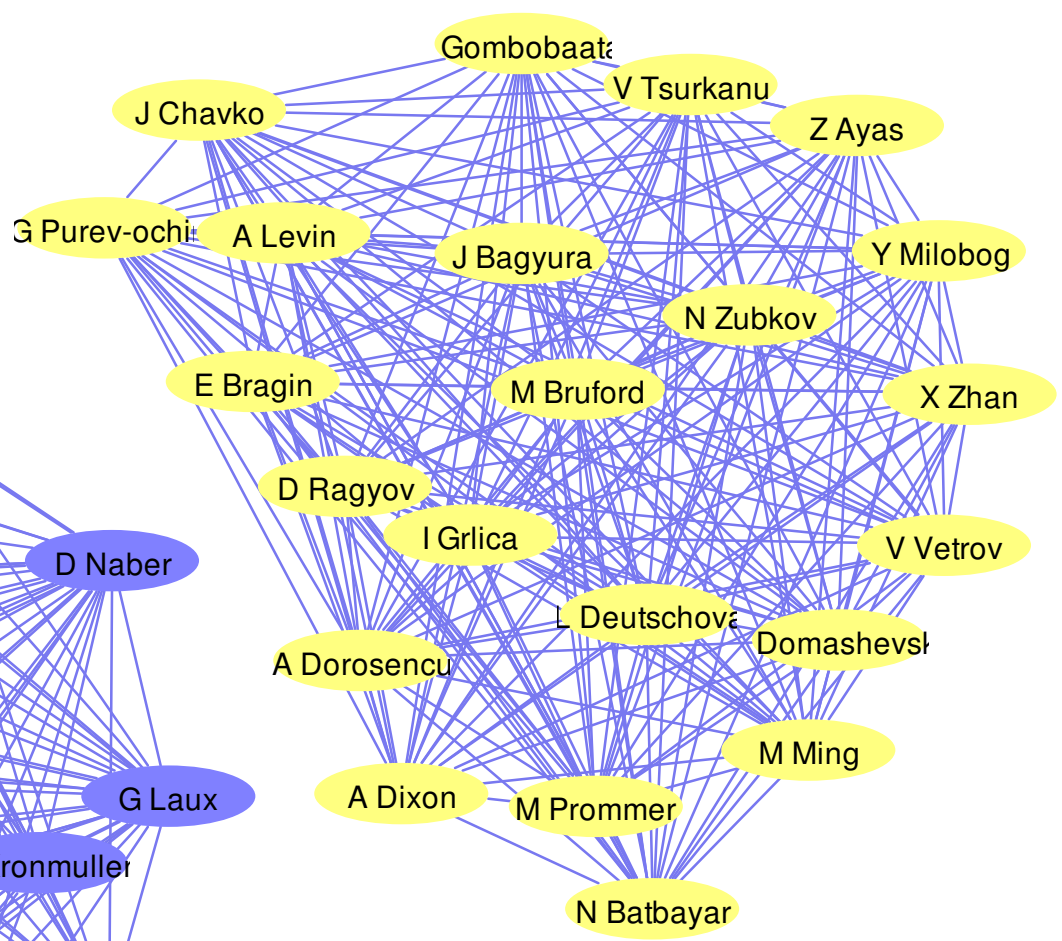 Gombobaata
V Tsurkanu
J Chavko
Z Ayas
G Purev-ochi
A Levin
J Bagyura
Y Milobog
N Zubkov
E Bragin
M Bruford
X Zhan
D Ragyov
I Grlica
V Vetrov
D Naber
L Deutschova
Domashevsk
A Dorosencu
M Ming
G Laux
A Dixon
M Prommer
ronmuller
N Batbayar